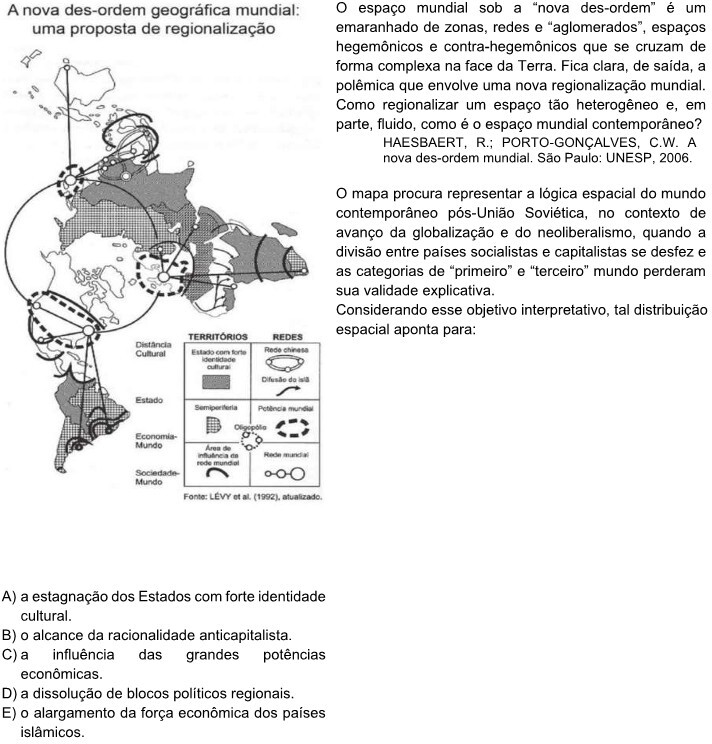 A nova des-ordem geográfica mundial:
uma proposta de regionalização
Distância
Cultural
Estado
Economia-
Mundo
Sociedade-
Mundo
TERRITÓRIOS
REDES
Estado com forte
identidade
cultural
Rede chinesa
Difusão do islã
Semiperiferia
Potência mundial
Oligopólio
Área de
influência da
rede mundial
Rede mundial
Fonte: LÉVY et al. (1992), atualizado.
O espaço mundial sob a “nova des-ordem” é um
emaranhado de zonas, redes e “aglomerados”, espaços
hegemônicos e contra-hegemônicos que se cruzam de
forma complexa na face da Terra. Fica clara, de saída, a
polêmica que envolve uma nova regionalização mundial.
Como regionalizar um espaço tão heterogêneo e, em
parte, fluido, como é o espaço mundial contemporâneo?
HAESBAERT, R.; PORTO-GONÇALVES, C.W. A
nova des-ordem mundial. São Paulo: UNESP, 2006.
O mapa procura representar a lógica espacial do mundo
contemporâneo pós-União Soviética, no contexto de
avanço da globalização e do neoliberalismo, quando a
divisão entre países socialistas e capitalistas se desfez e
as categorias de “primeiro” e “terceiro” mundo perderam
sua validade explicativa.
Considerando esse objetivo interpretativo, tal distribuição
espacial aponta para:
A) a estagnação dos Estados com forte identidade
cultural.
B) o alcance da racionalidade anticapitalista.
C) a influência das grandes potências
econômicas.
D) a dissolução de blocos políticos regionais.
E) o alargamento da força econômica dos países
islâmicos.